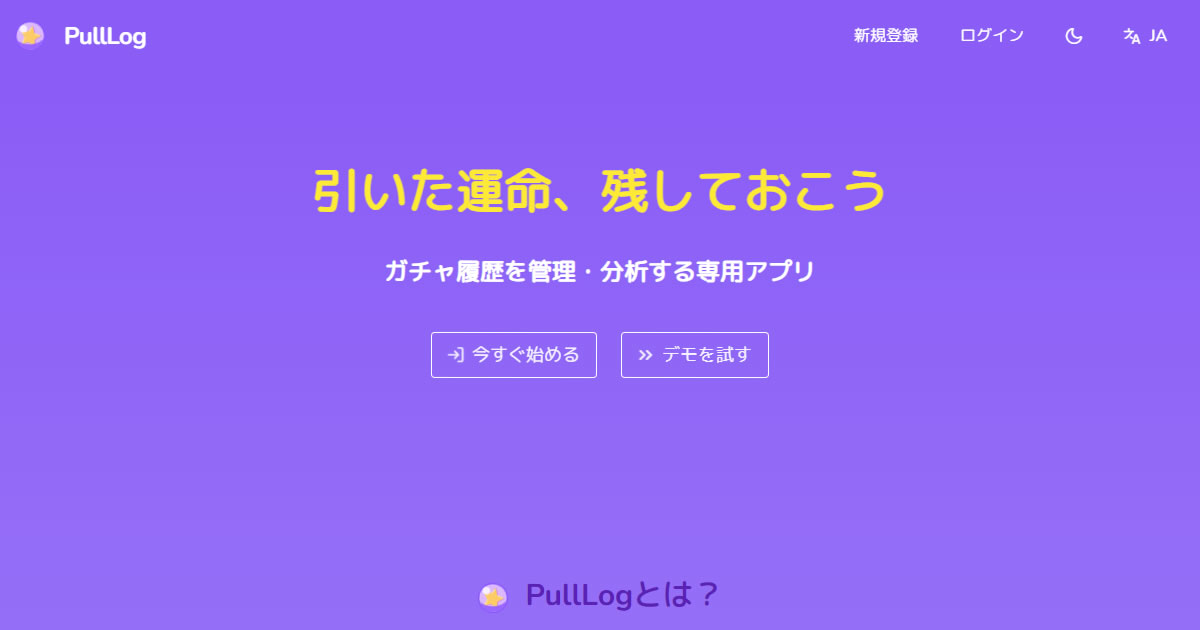 PullLog
新規登録
ログイン
JA
引いた運命、残しておこう
ガチャ履歴を管理・分析する専用アプリ
今すぐ始める
デモを試す
PullLogとは？